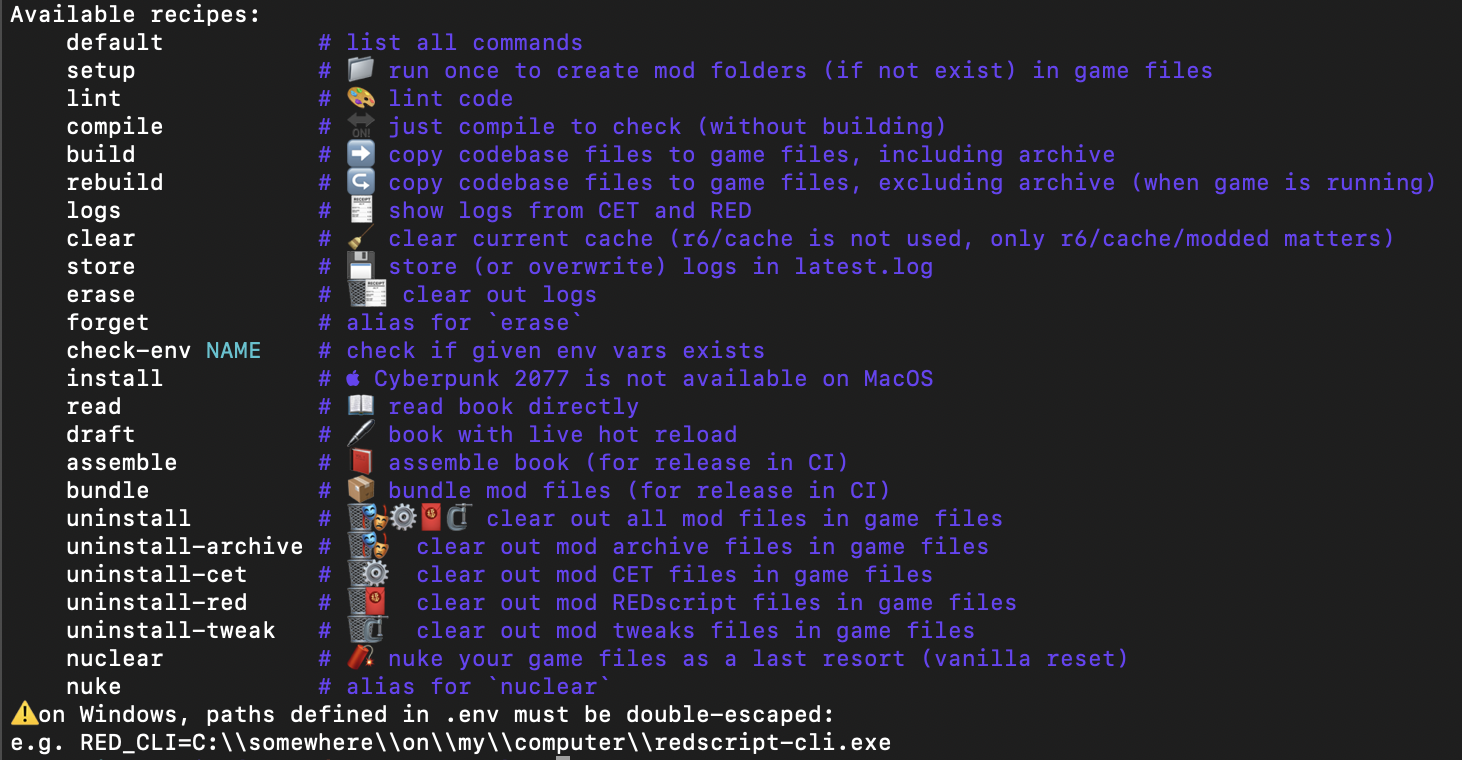 Available recipes:
    default           # list all commands
    setup             # 📁 run once to create mod folders (if not exist) in game files
    lint              # 🎨 lint code
    compile           # 🔛 just compile to check (without building)
    build             # ➡️ copy codebase files to game files, including archive
    rebuild           # ↪️ copy codebase files to game files, excluding archive (when game is running)
    logs              # 🧾 show logs from CET and RED
    clear             # 🧹 clear current cache (r6/cache is not used, only r6/cache/modded matters)
    store             # 💾 store (or overwrite) logs in latest.log
    erase             # 🗑️🧾 clear out logs
    forget            # alias for `erase`
    check-env NAME    # check if given env vars exists
    install           #  Cyberpunk 2077 is not available on MacOS
    read              # 📖 read book directly
    draft             # 🖊️ book with live hot reload
    assemble          # 📕 assemble book (for release in CI)
    bundle            # 📦 bundle mod files (for release in CI)
    uninstall         # 🗑️🎭⚙️🧧🗜️ clear out all mod files in game files
    uninstall-archive # 🗑️🎭 clear out mod archive files in game files
    uninstall-cet     # 🗑️⚙️ clear out mod CET files in game files
    uninstall-red     # 🗑️🧧 clear out mod REDscript files in game files
    uninstall-tweak   # 🗑️🗜️ clear out mod tweaks files in game files
    nuclear           # 🧨 nuke your game files as a last resort (vanilla reset)
    nuke              # alias for `nuclear`
⚠️on Windows, paths defined in .env must be double-escaped:
e.g. RED_CLI=C:\\somewhere\\on\\my\\computer\\redscript-cli.exe